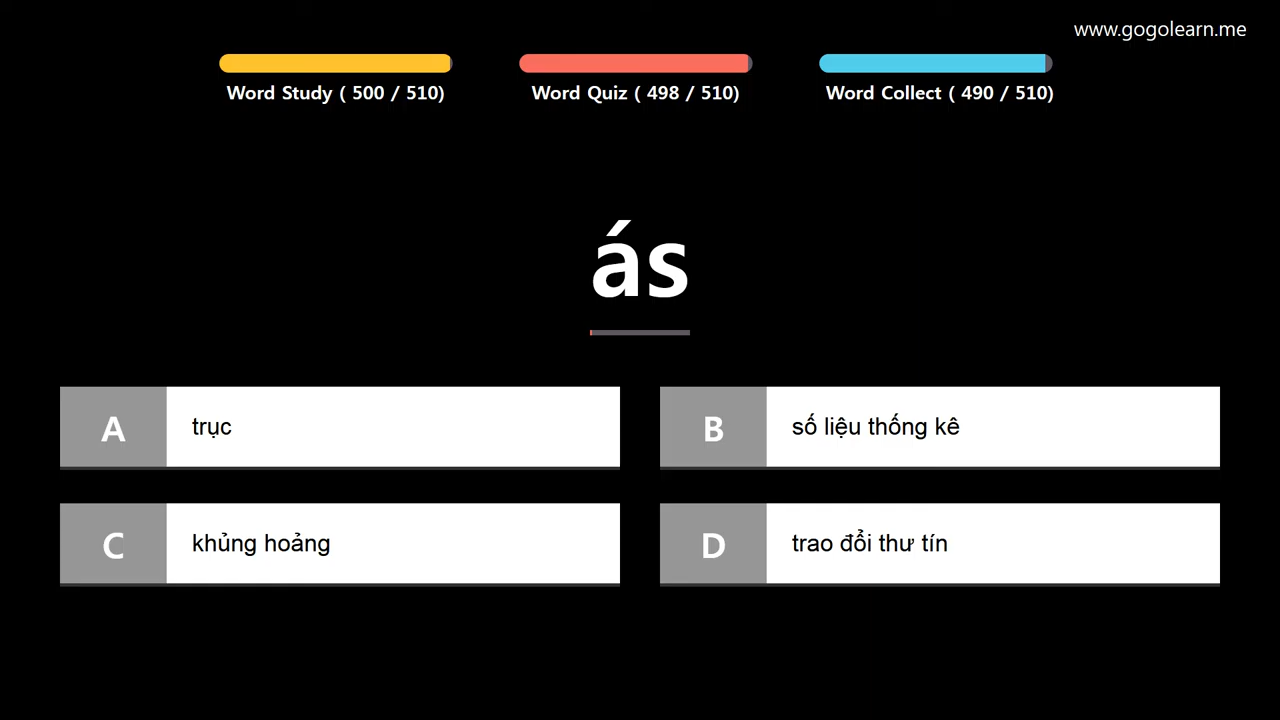 www.gogolearn.me
Word Study ( 500 / 510)
Word Quiz ( 498 / 510)
Word Collect ( 490 / 510)
ás
A
trục
B
số liệu thống kê
C
khủng hoảng
D
trao đổi thư tín